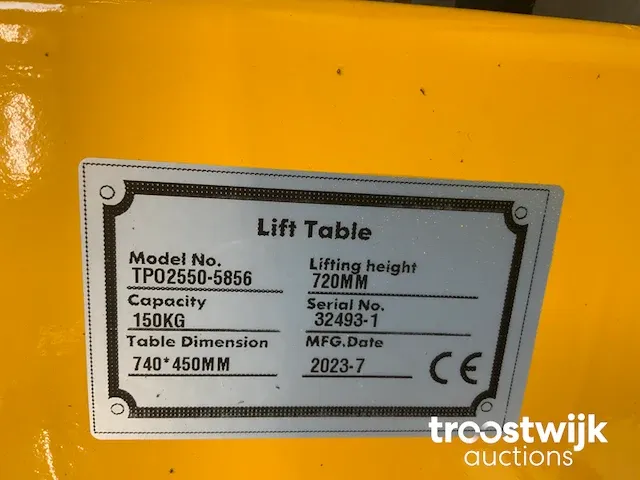 Lift Table
Model No.
TPO2550-5856
Lifting height
720MM
Capacity
150KG
Serial No.
32493-1
Table Dimension
740*450MM
MFG.Date
2023-7
CE
troostwijk
auctions